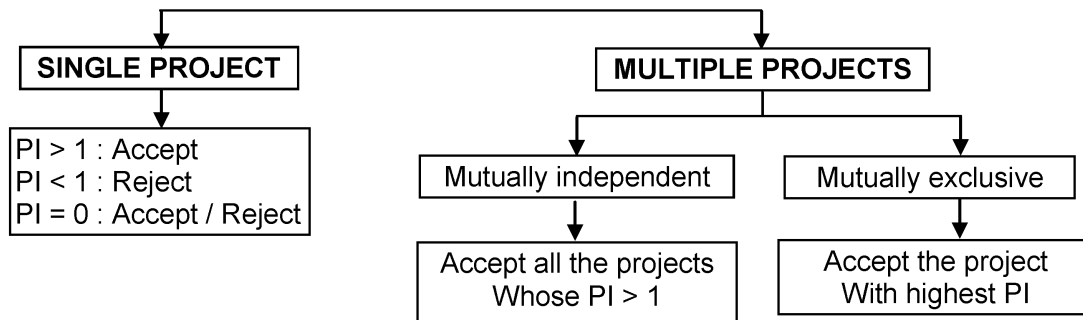 SINGLE PROJECT
PI > 1 : Accept
PI < 1 : Reject
PI = 0 : Accept / Reject
MULTIPLE PROJECTS
Mutually independent
Accept all the projects
Whose PI > 1
Mutually exclusive
Accept the project
With highest PI